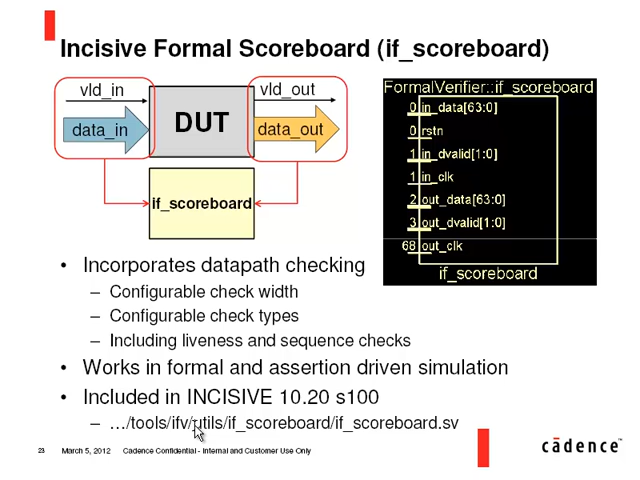 Incisive Formal Scoreboard (if_scoreboard)
vld_in
data_in
DUT
vld_out
data_out
if_scoreboard
FormalVerifier::if_scoreboard
0 in_data[63:0]
0 rstn
1 in_dvalid[1:0]
1 in_clk
2 out_data[63:0]
3 out_dvalid[1:0]
68 out_clk
if_scoreboard
• Incorporates datapath checking
– Configurable check width
– Configurable check types
– Including liveness and sequence checks
• Works in formal and assertion driven simulation
• Included in INCISIVE 10.20 s100
– …/tools/ifv/utils/if_scoreboard/if_scoreboard.sv
23 March 5, 2012 Cadence Confidential - Internal and Customer Use Only
cādence™